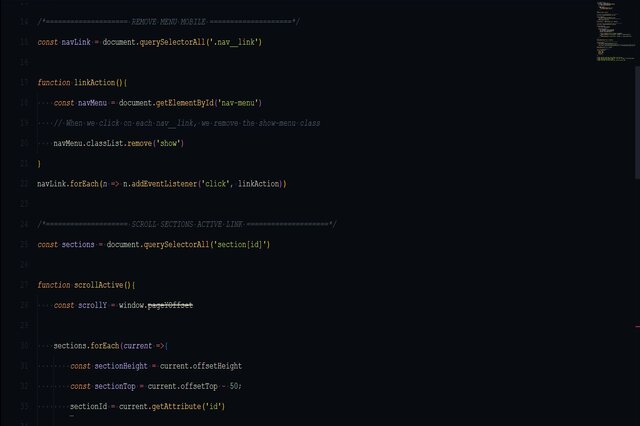 14 /*==================== REMOVE MENU MOBILE ====================*/
15 const navLink = document.querySelectorAll('.nav__link')
16
17 function linkAction(){
18 const navMenu = document.getElementById('nav-menu')
19 // When we click on each nav__link, we remove the show-menu class
20 navMenu.classList.remove('show')
21 }
22 navLink.forEach(n => n.addEventListener('click', linkAction))
23
24 /*==================== SCROLL SECTIONS ACTIVE LINK ====================*/
25 const sections = document.querySelectorAll('section[id]')
26
27 function scrollActive(){
28 const scrollY = window.pageYOffset
29
30 sections.forEach(current =>{
31 const sectionHeight = current.offsetHeight
32 const sectionTop = current.offsetTop - 50;
33 sectionId = current.getAttribute('id')